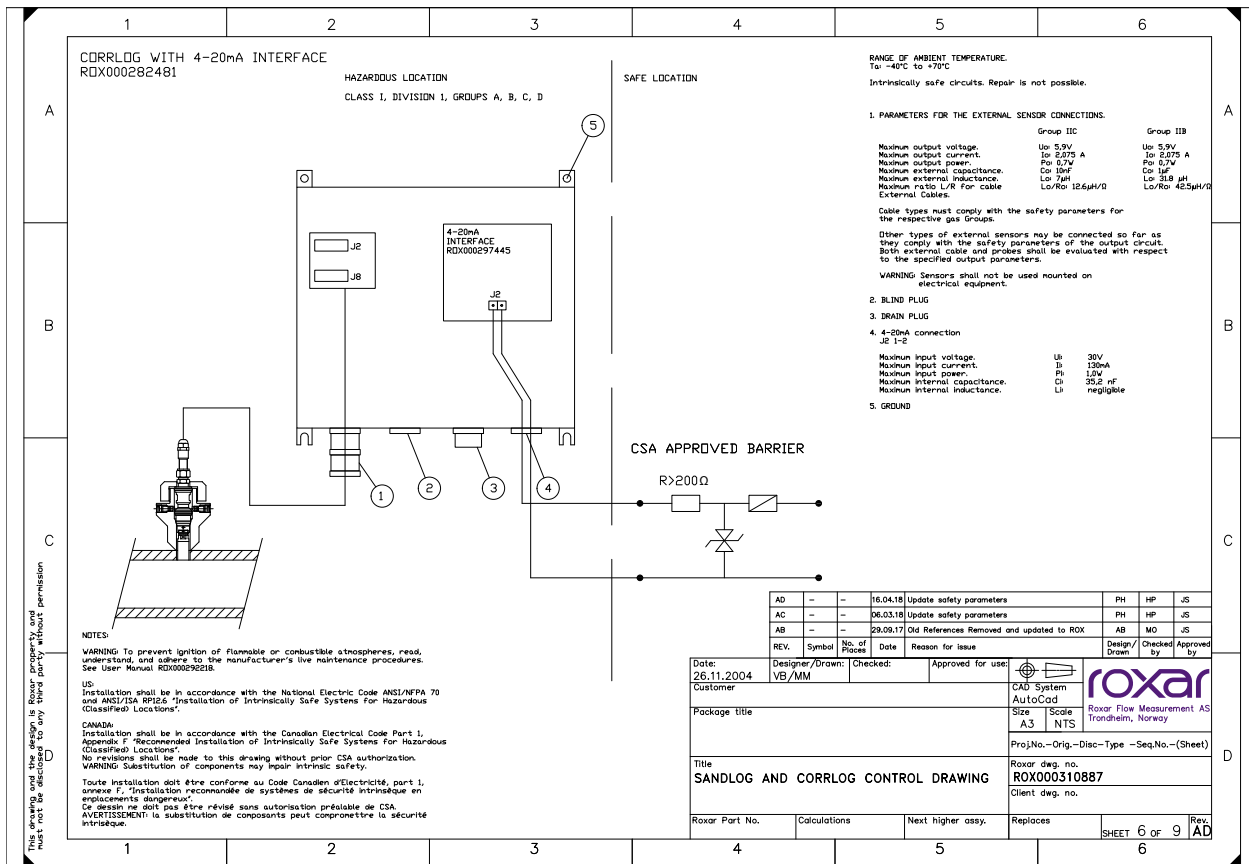 1 2 3 4 5 6
A
B
C
D
CORRLOG WITH 4-20mA INTERFACE
ROX000282481
HAZARDOUS LOCATION
CLASS I, DIVISION 1, GROUPS A, B, C, D
SAFE LOCATION
5
J2
J8
4-20mA
INTERFACE
ROX000297445
J2
1
2
3
4
CSA APPROVED BARRIER
R>200Ω
RANGE OF AMBIENT TEMPERATURE.
Ta: -40°C to +70°C
Intrinsically safe circuits. Repair is not possible.
1. PARAMETERS FOR THE EXTERNAL SENSOR CONNECTIONS.
Group IIC Group IIB
Maximum output voltage. Uo: 5,9V Uo: 5,9V
Maximum output current. Io: 2,075 A Io: 2,075 A
Maximum output power. Po: 0,7W Po: 0,7W
Maximum external capacitance. Co: 10nF Co: 1µF
Maximum external inductance. Lo: 7µH Lo: 31.8 µH
Maximum ratio L/R for cable Lo/Ro: 12.6µH/Ω Lo/Ro: 42.5µH/Ω
External Cables.
Cable types must comply with the safety parameters for
the respective gas Groups.
Other types of external sensors may be connected so far as
they comply with the safety parameters of the output circuit.
Both external cable and probes shall be evaluated with respect
to the specified output parameters.
WARNING: Sensors shall not be used mounted on
electrical equipment.
2. BLIND PLUG
3. DRAIN PLUG
4. 4-20mA connection
J2 1-2
Maximum input voltage. Ui: 30V
Maximum input current. Ii: 130mA
Maximum input power. Pi: 1,0W
Maximum internal capacitance. Ci: 35,2 nF
Maximum internal inductance. Li: negligible
5. GROUND
NOTES:
WARNING: To prevent ignition of flammable or combustible atmospheres, read,
understand, and adhere to the manufacturer's live maintenance procedures.
See User Manual ROX000292218.
US:
Installation shall be in accordance with the National Electric Code ANSI/NFPA 70
and ANSI/ISA RP12.6 "Installation of Intrinsically Safe Systems for Hazardous
(Classified) Locations".
CANADA:
Installation shall be in accordance with the Canadian Electrical Code Part 1,
Appendix F "Recommended Installation of Intrinsically Safe Systems for Hazardous
(Classified) Locations".
No revisions shall be made to this drawing without prior CSA authorization.
WARNING: Substitution of components may impair intrinsic safety.
Toute installation doit être conforme au Code Canadien d'Electricité, part 1,
annexe F, "Installation recommandée de systèmes de sécurité intrinsèque en
enplacements dangereux".
Ce dessin ne doit pas être révisé sans autorisation préalable de CSA.
AVERTISSEMENT: la substitution de composants peut compromettre la sécurité
intrisèque.
This drawing and the design is Roxar property and
must not be disclosed to any third party without permission
AD - - 16.04.18 Update safety parameters PH HP JS
AC - - 06.03.18 Update safety parameters PH HP JS
AB - - 29.09.17 Old References Removed and updated to ROX AB MO JS
REV. Symbol No. of Places Date Reason for issue Design/Drawn Checked by Approved by
Date: Designer/Drawn: Checked: Approved for use:
26.11.2004 VB/MM
Customer
CAD System
AutoCad
Package title
Size Scale
A3 NTS
roxar
Roxar Flow Measurement AS
Trondheim, Norway
Proj.No.-Orig.-Disc-Type -Seq.No.-(Sheet)
Title
SANDLOG AND CORRLOG CONTROL DRAWING
Roxar dwg. no.
ROX000310887
Client dwg. no.
Roxar Part No. Calculations Next higher assy. Replaces
SHEET 6 OF 9
Rev.
AD
A
B
C
D
1 2 3 4 5 6